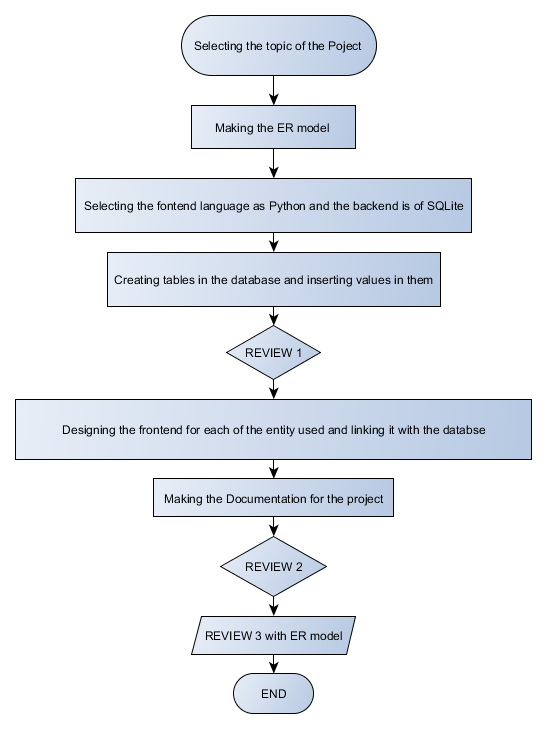 Selecting the topic of the Poject
Making the ER model
Selecting the fontend language as Python and the backend is of SQLite
Creating tables in the database and inserting values in them
REVIEW 1
Designing the frontend for each of the entity used and linking it with the databse
Making the Documentation for the project
REVIEW 2
REVIEW 3 with ER model
END